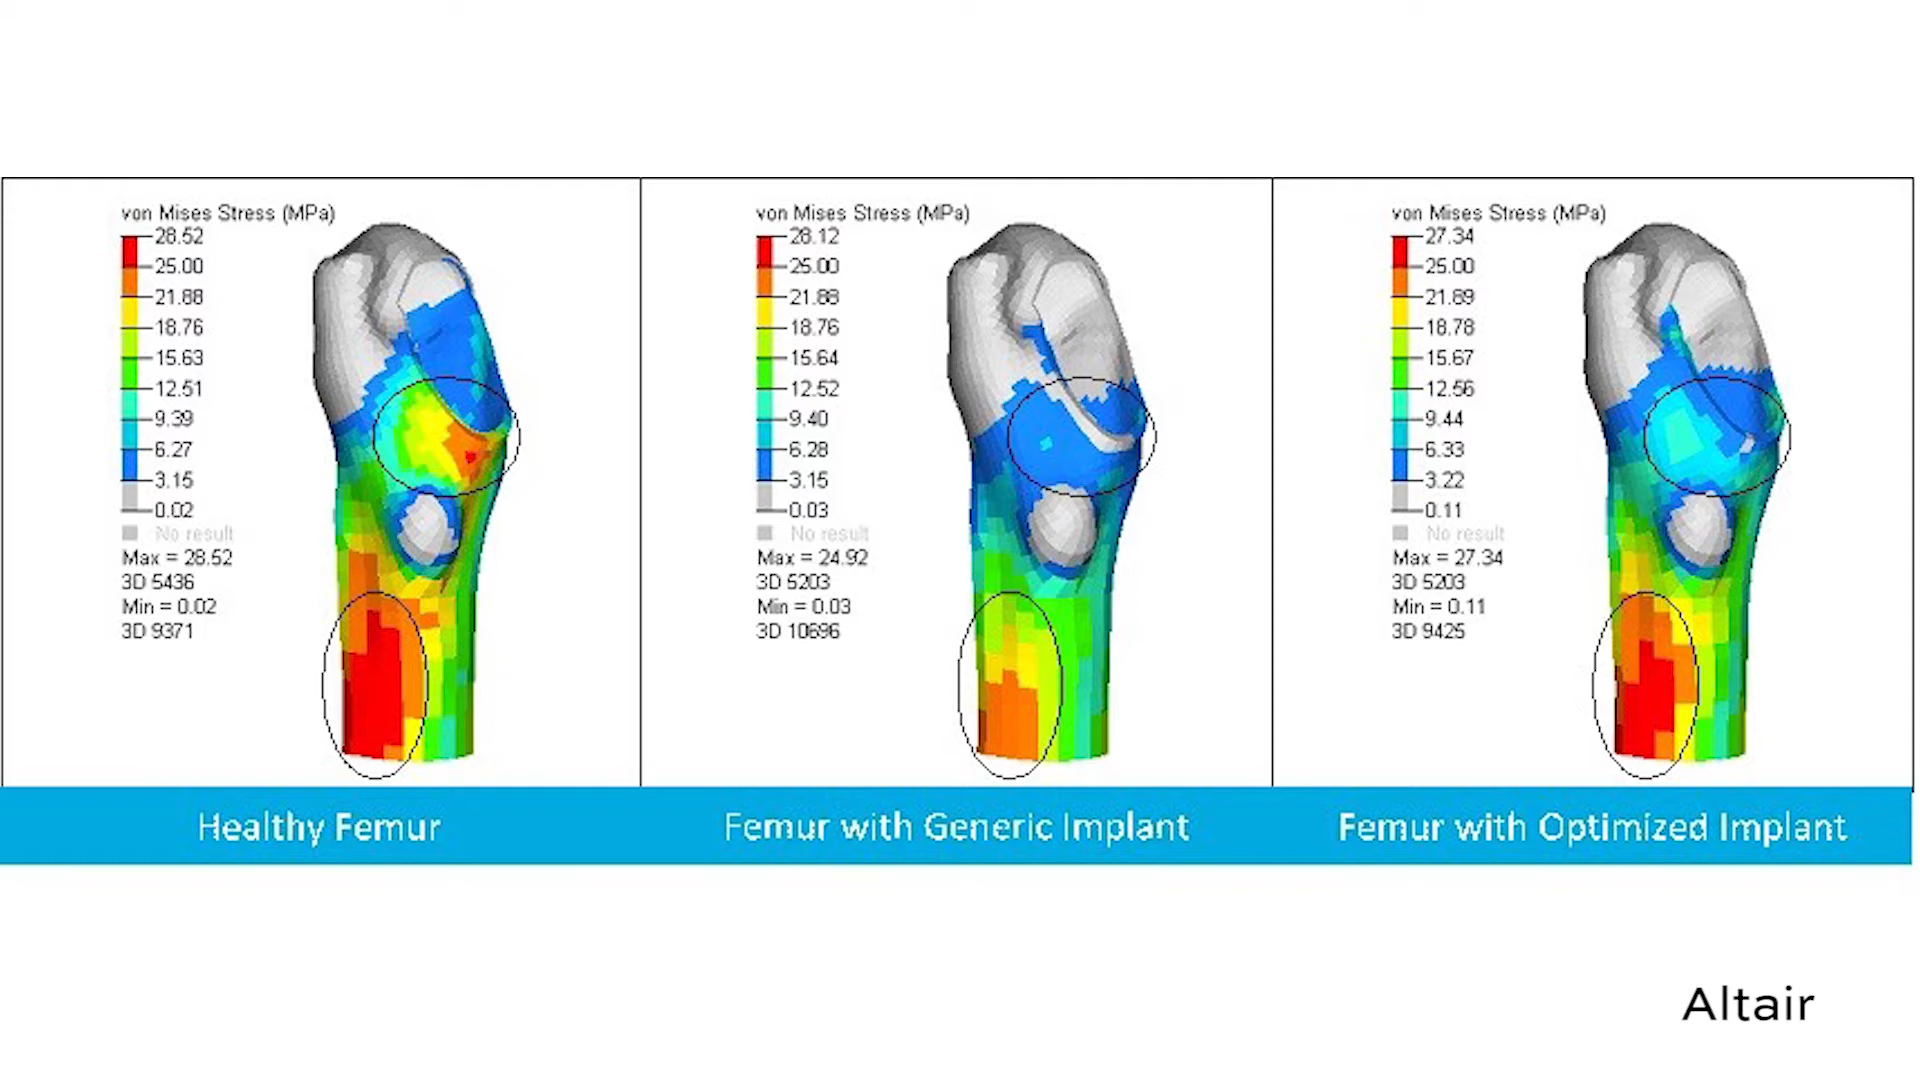 von Mises Stress (MPa)
28.52
25.00
21.88
18.76
15.63
12.51
9.39
6.27
3.15
0.02
No result
Max = 28.52
3D 5436
Min = 0.02
3D 9371
Healthy Femur
von Mises Stress (MPa)
28.12
25.00
21.88
18.76
15.64
12.52
9.40
6.28
3.15
0.03
No result
Max = 24.92
3D 5203
Min = 0.03
3D 10696
Femur with Generic Implant
von Mises Stress (MPa)
27.34
25.00
21.89
18.78
15.67
12.56
9.44
6.33
3.22
0.11
No result
Max = 27.34
3D 5203
Min = 0.11
3D 9425
Femur with Optimized Implant
Altair